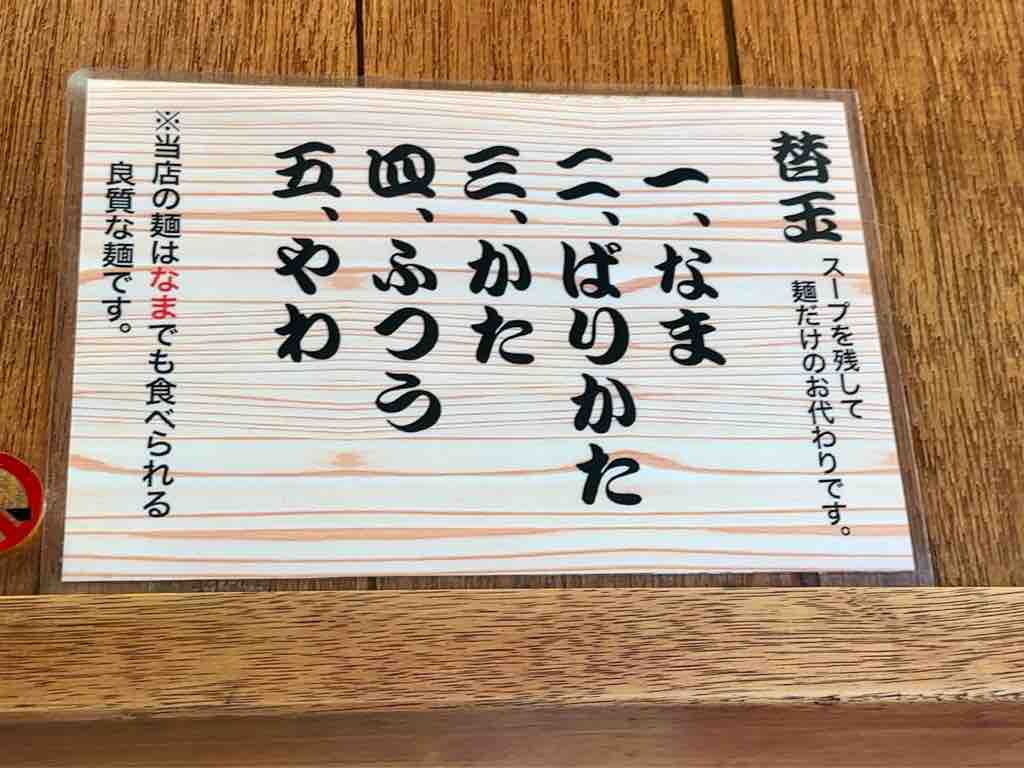 替玉
スープを残して
麺だけのお代わりです。
一、なま
二、ばりかた
三、かた
四、ふつう
五、やわ
※当店の麺はなまでも食べられる
良質な麺です。